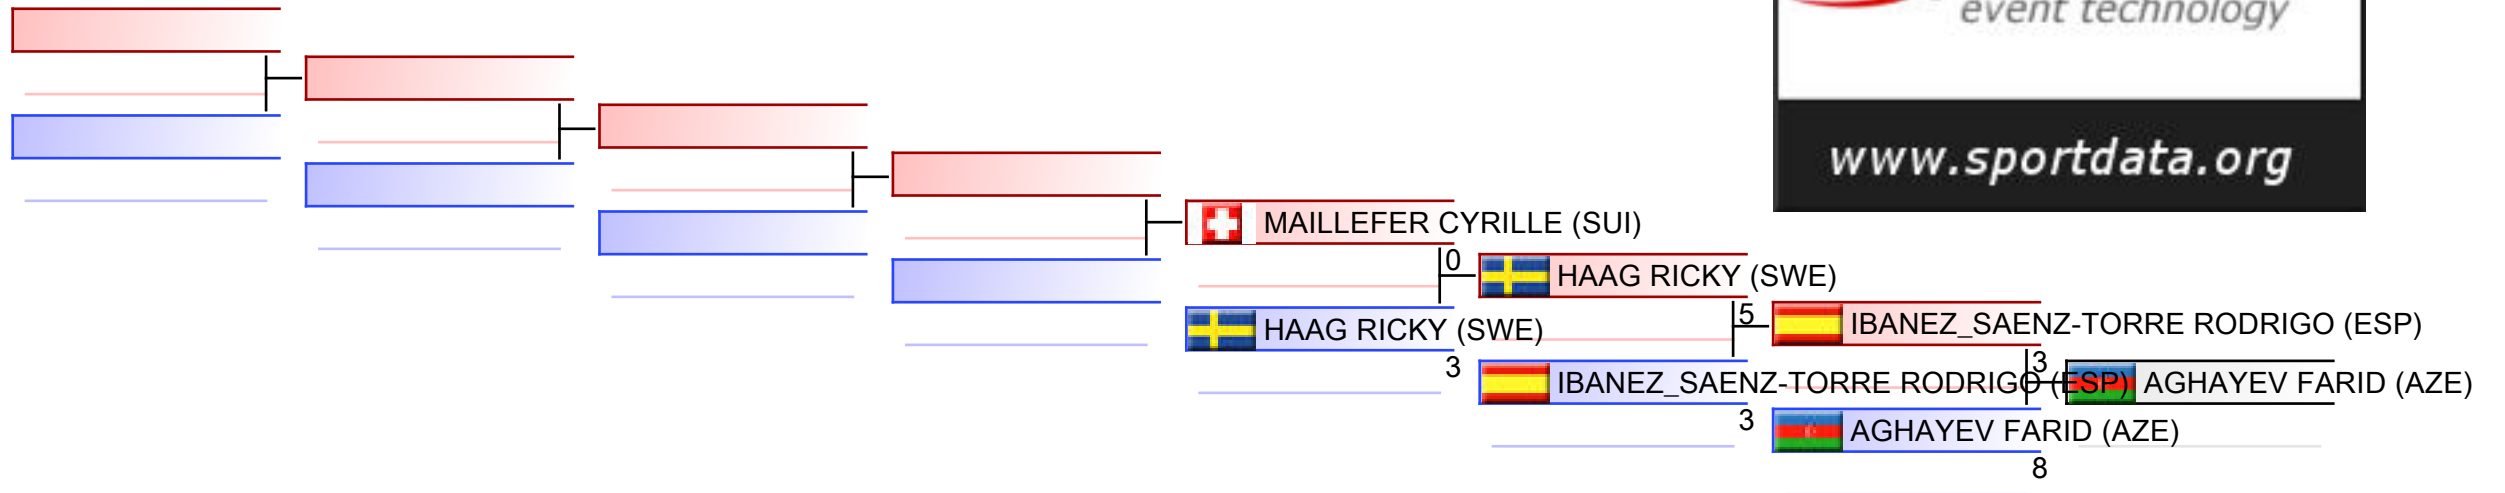 event technology
www.sportdata.org
MAILLEFER CYRILLE (SUI)
0
HAAG RICKY (SWE)
HAAG RICKY (SWE)
3
5
IBANEZ_SAENZ-TORRE RODRIGO (ESP)
IBANEZ_SAENZ-TORRE RODRIGO (ESP)
3
3
AGHAYEV FARID (AZE)
AGHAYEV FARID (AZE)
8